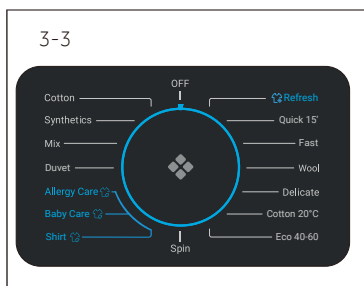 3-3
OFF
Cotton
Synthetics
Mix
Duvet
Allergy Care
Baby Care
Shirt
Refresh
Quick 15'
Fast
Wool
Delicate
Cotton 20°C
Eco 40-60
Spin